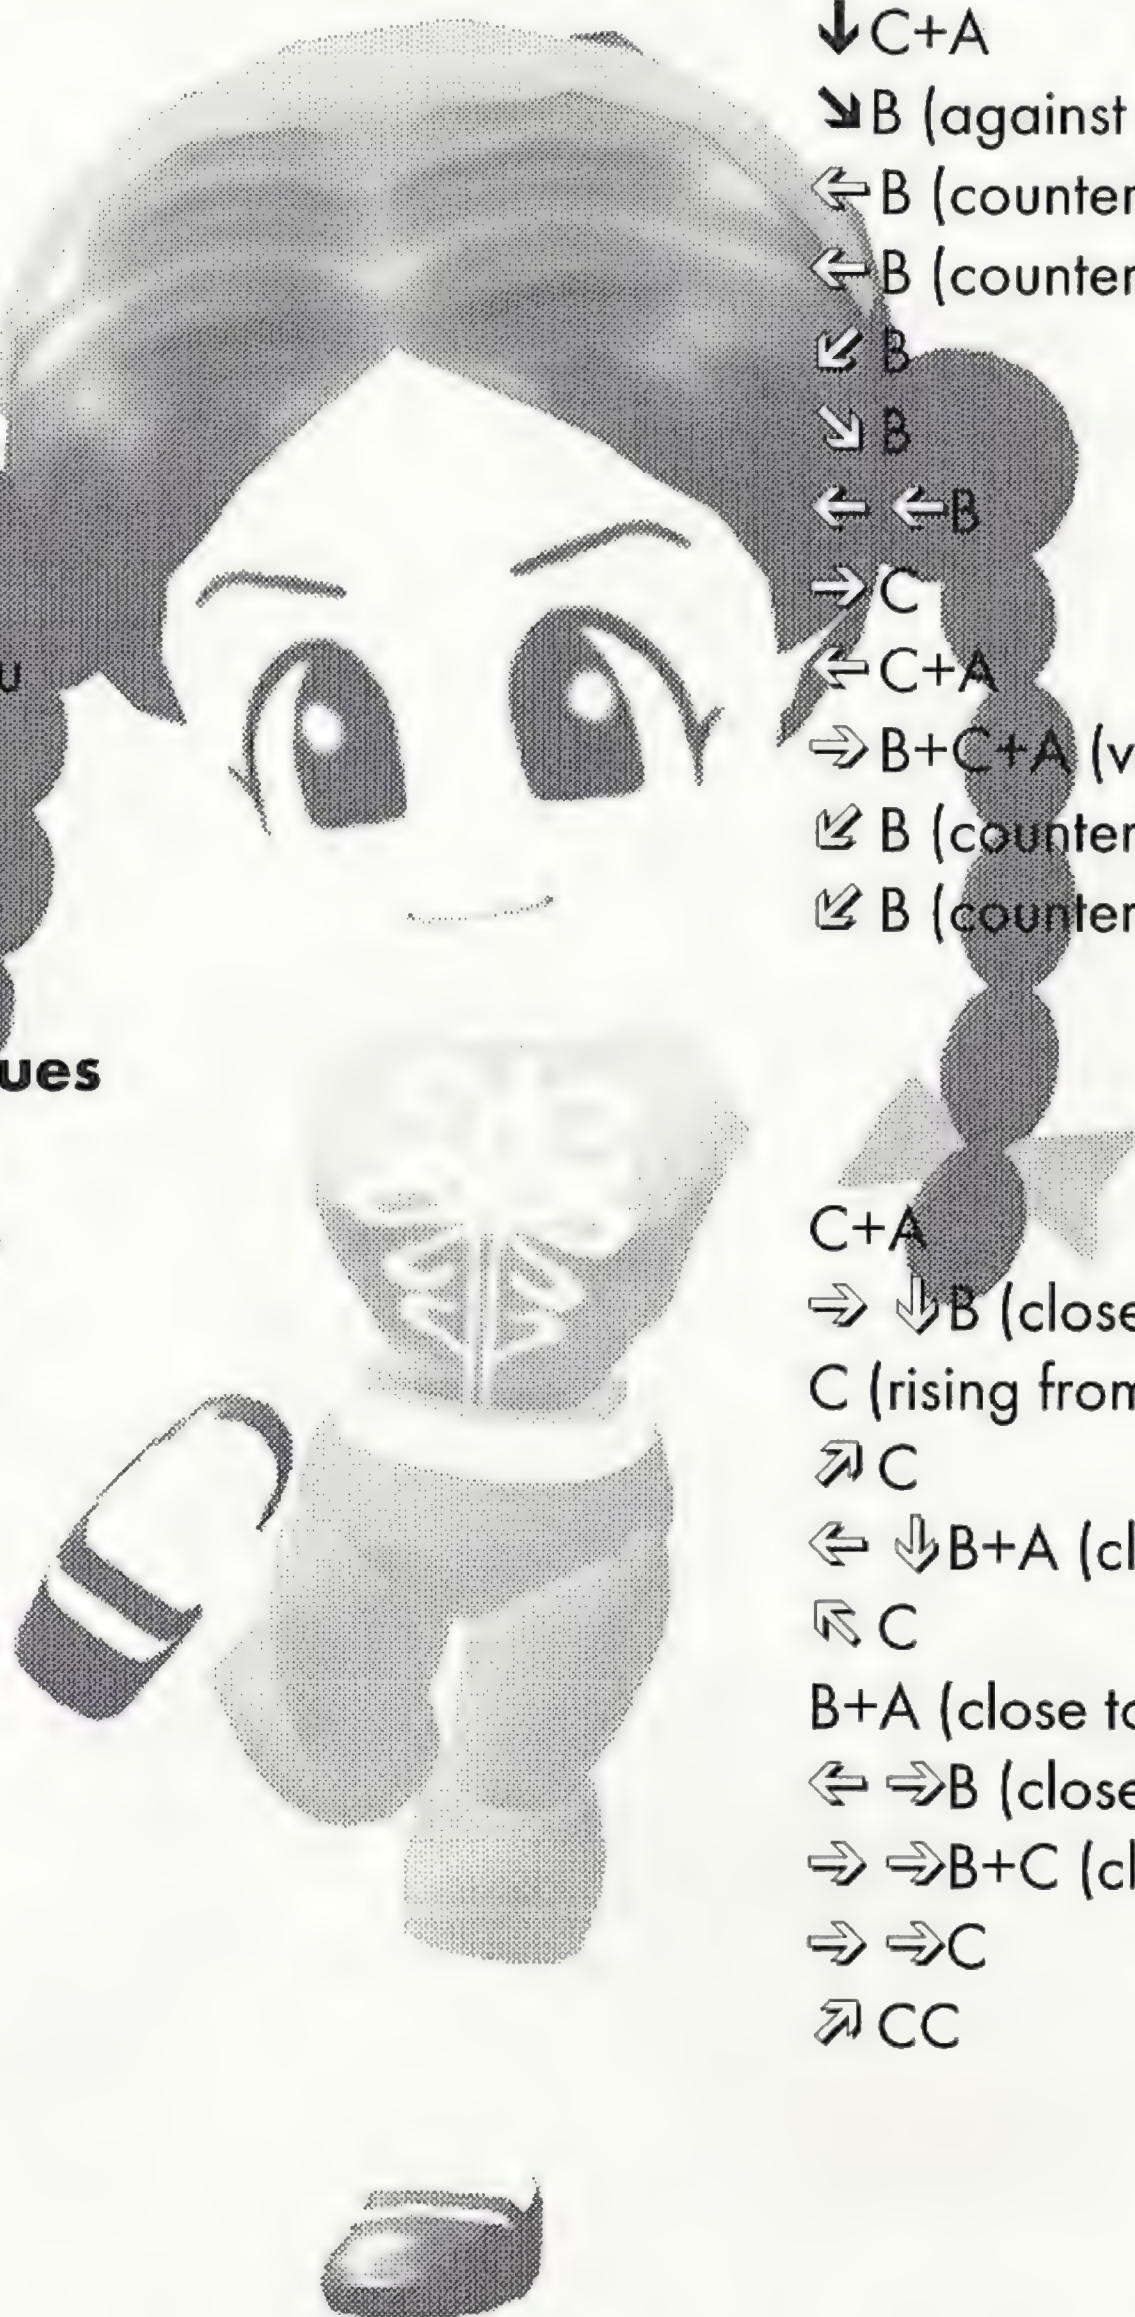 ↓C+A
↘B (against
←B (counter
←B (counter
↙B
↘B
← ←B
→C
←C+A
→B+C+A (v
↙B (counter
↙B (counter
u
ues
C+A
→ ↓B (close
C (rising from
↗C
← ↓B+A (cl
↖C
B+A (close to
← →B (close
→ →B+C (cl
→ →C
↗CC